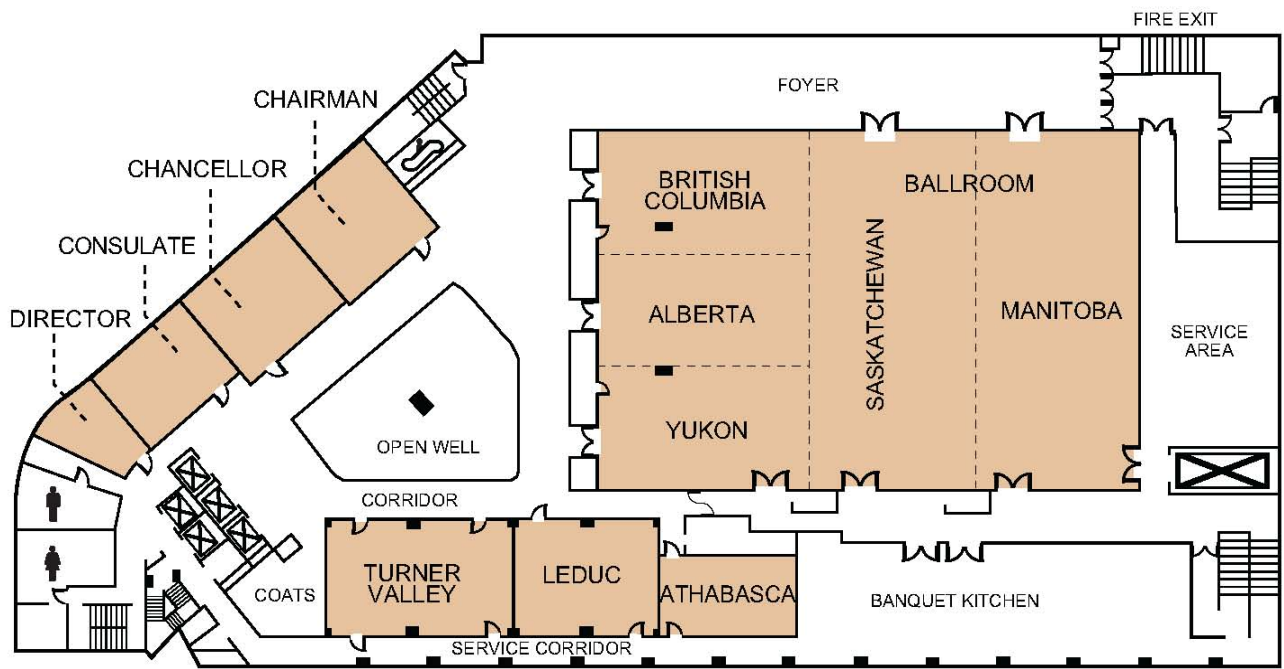 FIRE EXIT
FOYER
CHAIRMAN
CHANCELLOR
CONSULATE
DIRECTOR
BRITISH
COLUMBIA
BALLROOM
SASKATCHEWAN
ALBERTA
MANITOBA
SERVICE
AREA
YUKON
OPEN WELL
CORRIDOR
TURNER
VALLEY
LEDUC
ATHABASCA
COATS
BANQUET KITCHEN
SERVICE CORRIDOR